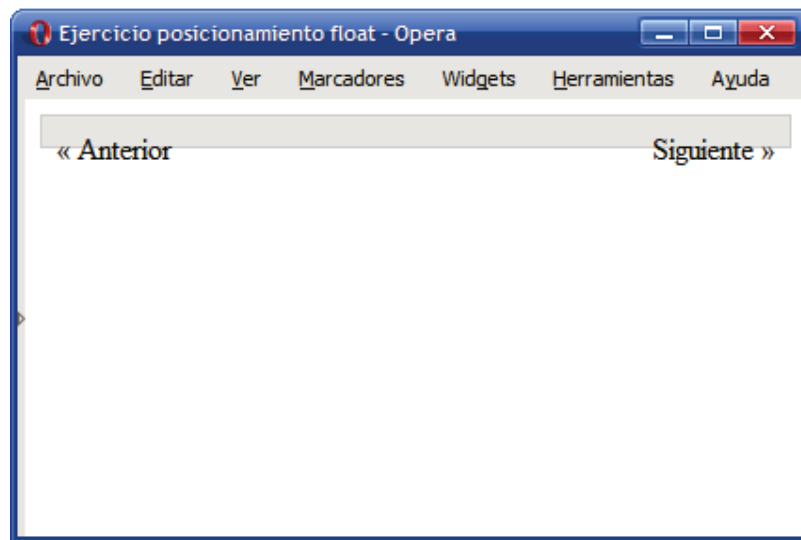 Ejercicio posicionamiento float - Opera
Archivo Editar Ver Marcadores Widgets Herramientas Ayuda
« Anterior Siguiente »